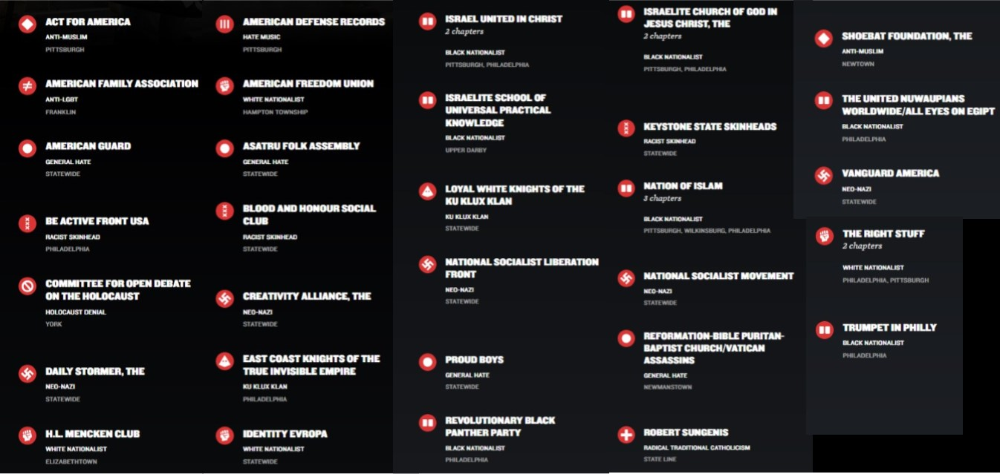 ACT FOR AMERICA
ANTI-MUSLIM
PITTSBURGH
AMERICAN FAMILY ASSOCIATION
ANTI-LGBT
FRANKLIN
AMERICAN GUARD
GENERAL HATE
STATEWIDE
BE ACTIVE FRONT USA
RACIST SKINHEAD
PHILADELPHIA
COMMITTEE FOR OPEN DEBATE
ON THE HOLOCAUST
HOLOCAUST DENIAL
YORK
DAILY STORMER, THE
NEO-NAZI
STATEWIDE
H.L. MENCKEN CLUB
WHITE NATIONALIST
ELIZABETHTOWN
AMERICAN DEFENSE RECORDS
HATE MUSIC
PITTSBURGH
AMERICAN FREEDOM UNION
WHITE NATIONALIST
HAMPTON TOWNSHIP
ASATRU FOLK ASSEMBLY
GENERAL HATE
STATEWIDE
BLOOD AND HONOUR SOCIAL
CLUB
RACIST SKINHEAD
STATEWIDE
CREATIVITY ALLIANCE, THE
NEO-NAZI
STATEWIDE
EAST COAST KNIGHTS OF THE
TRUE INVISIBLE EMPIRE
KU KLUX KLAN
PHILADELPHIA
IDENTITY EVROPA
WHITE NATIONALIST
STATEWIDE
ISRAEL UNITED IN CHRIST
2 chapters
BLACK NATIONALIST
PITTSBURGH, PHILADELPHIA
ISRAELITE SCHOOL OF
UNIVERSAL PRACTICAL
KNOWLEDGE
BLACK NATIONALIST
UPPER DARBY
LOYAL WHITE KNIGHTS OF THE
KU KLUX KLAN
KU KLUX KLAN
STATEWIDE
NATIONAL SOCIALIST LIBERATION
FRONT
NEO-NAZI
STATEWIDE
PROUD BOYS
GENERAL HATE
STATEWIDE
REVOLUTIONARY BLACK
PANTHER PARTY
BLACK NATIONALIST
PHILADELPHIA
ISRAELITE CHURCH OF GOD IN
JESUS CHRIST, THE
2 chapters
BLACK NATIONALIST
PITTSBURGH, PHILADELPHIA
KEYSTONE STATE SKINHEADS
RACIST SKINHEAD
STATEWIDE
NATION OF ISLAM
3 chapters
BLACK NATIONALIST
PITTSBURGH, WILKINSBURG, PHILADELPHIA
NATIONAL SOCIALIST MOVEMENT
NEO-NAZI
STATEWIDE
REFORMATION-BIBLE PURITAN-
BAPTIST CHURCH/VATICAN
ASSASSINS
GENERAL HATE
NEWMANSTOWN
ROBERT SUNGENIS
RADICAL TRADITIONAL CATHOLICISM
STATE LINE
SHOEBAT FOUNDATION, THE
ANTI-MUSLIM
NEWTOWN
THE UNITED NUWAUPIANS
WORLDWIDE/ALL EYES ON EGIPT
BLACK NATIONALIST
PHILADELPHIA
VANGUARD AMERICA
NEO-NAZI
STATEWIDE
THE RIGHT STUFF
2 chapters
WHITE NATIONALIST
PHILADELPHIA, PITTSBURGH
TRUMPET IN PHILLY
BLACK NATIONALIST
PHILADELPHIA